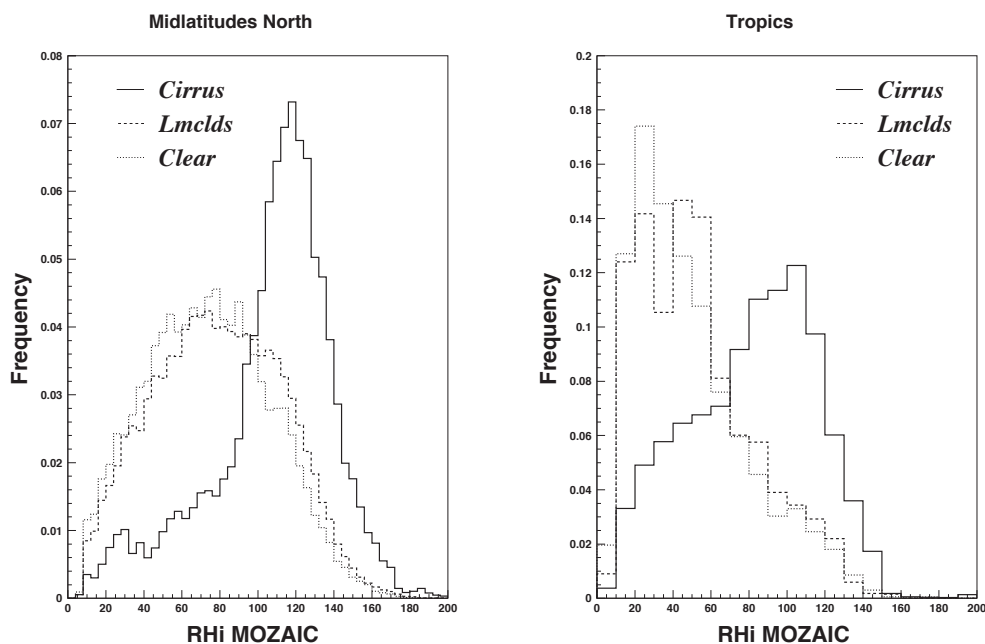 Midlatitudes North
Frequency
0.08
0.07
0.06
0.05
0.04
0.03
0.02
0.01
0
Cirrus
Lmclds
Clear
0 20 40 60 80 100 120 140 160 180 200
RHi MOZAIC
Tropics
Frequency
0.2
0.18
0.16
0.14
0.12
0.1
0.08
0.06
0.04
0.02
0
Cirrus
Lmclds
Clear
0 20 40 60 80 100 120 140 160 180 200
RHi MOZAIC